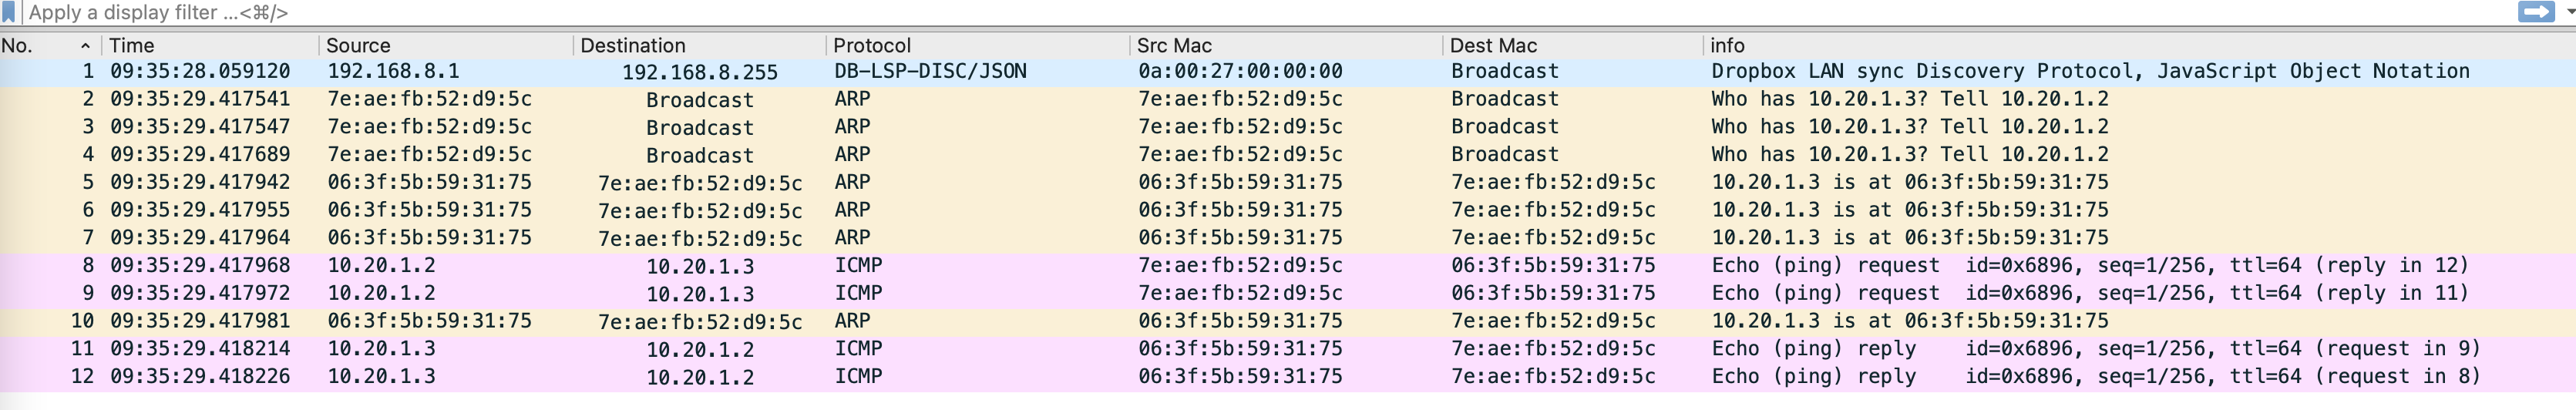 Apply a display filter ...<⌘/>
No. Time Source Destination Protocol Src Mac Dest Mac info
1 09:35:28.059120 192.168.8.1 192.168.8.255 DB-LSP-DISC/JSON 0a:00:27:00:00:00 Broadcast Dropbox LAN sync Discovery Protocol, JavaScript Object Notation
2 09:35:29.417541 7e:ae:fb:52:d9:5c Broadcast ARP 7e:ae:fb:52:d9:5c Broadcast Who has 10.20.1.3? Tell 10.20.1.2
3 09:35:29.417547 7e:ae:fb:52:d9:5c Broadcast ARP 7e:ae:fb:52:d9:5c Broadcast Who has 10.20.1.3? Tell 10.20.1.2
4 09:35:29.417689 7e:ae:fb:52:d9:5c Broadcast ARP 7e:ae:fb:52:d9:5c Broadcast Who has 10.20.1.3? Tell 10.20.1.2
5 09:35:29.417942 06:3f:5b:59:31:75 7e:ae:fb:52:d9:5c ARP 06:3f:5b:59:31:75 7e:ae:fb:52:d9:5c 10.20.1.3 is at 06:3f:5b:59:31:75
6 09:35:29.417955 06:3f:5b:59:31:75 7e:ae:fb:52:d9:5c ARP 06:3f:5b:59:31:75 7e:ae:fb:52:d9:5c 10.20.1.3 is at 06:3f:5b:59:31:75
7 09:35:29.417964 06:3f:5b:59:31:75 7e:ae:fb:52:d9:5c ARP 06:3f:5b:59:31:75 7e:ae:fb:52:d9:5c 10.20.1.3 is at 06:3f:5b:59:31:75
8 09:35:29.417968 10.20.1.2 10.20.1.3 ICMP 7e:ae:fb:52:d9:5c 06:3f:5b:59:31:75 Echo (ping) request id=0x6896, seq=1/256, ttl=64 (reply in 12)
9 09:35:29.417972 10.20.1.2 10.20.1.3 ICMP 7e:ae:fb:52:d9:5c 06:3f:5b:59:31:75 Echo (ping) request id=0x6896, seq=1/256, ttl=64 (reply in 11)
10 09:35:29.417981 06:3f:5b:59:31:75 7e:ae:fb:52:d9:5c ARP 06:3f:5b:59:31:75 7e:ae:fb:52:d9:5c 10.20.1.3 is at 06:3f:5b:59:31:75
11 09:35:29.418214 10.20.1.3 10.20.1.2 ICMP 06:3f:5b:59:31:75 7e:ae:fb:52:d9:5c Echo (ping) reply id=0x6896, seq=1/256, ttl=64 (request in 9)
12 09:35:29.418226 10.20.1.3 10.20.1.2 ICMP 06:3f:5b:59:31:75 7e:ae:fb:52:d9:5c Echo (ping) reply id=0x6896, seq=1/256, ttl=64 (request in 8)